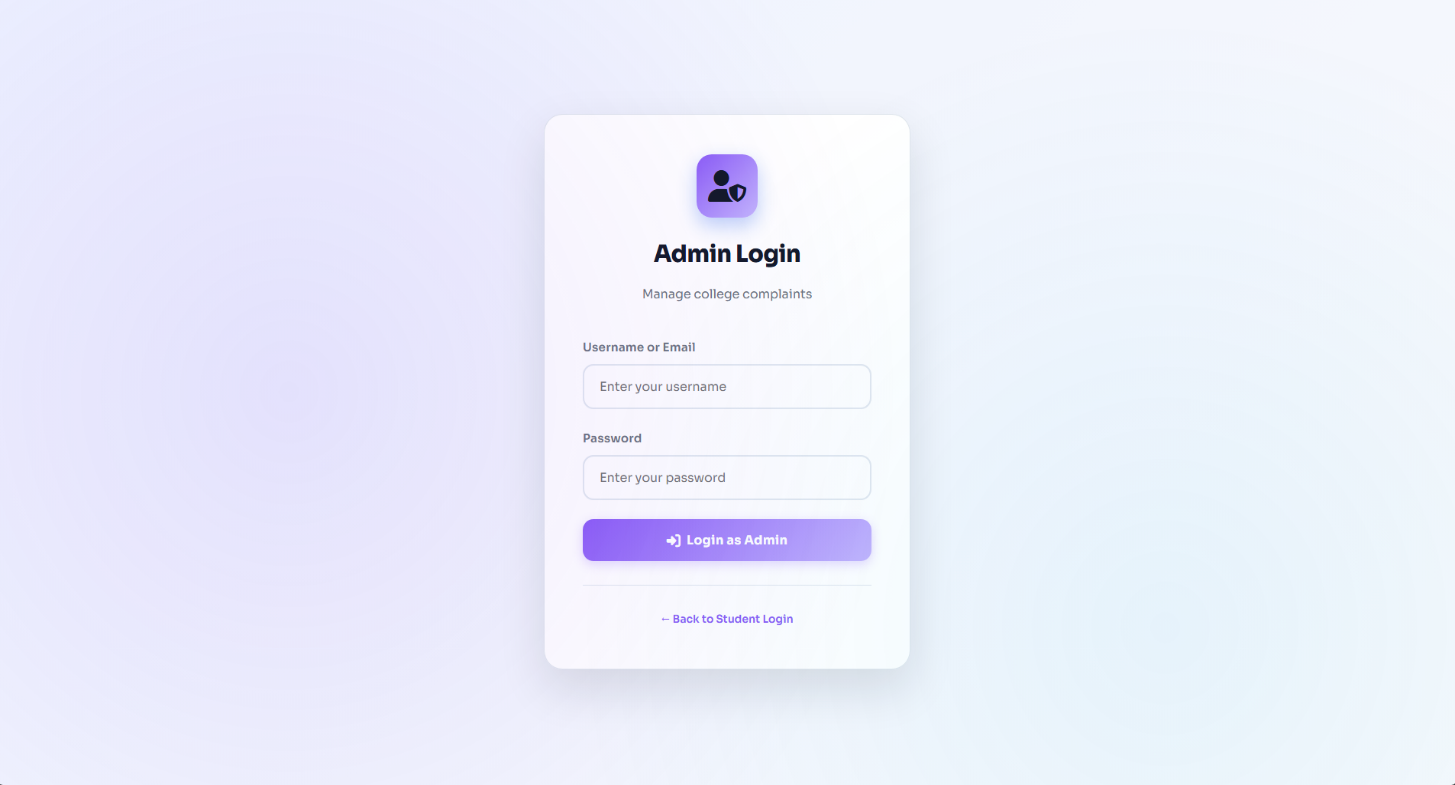 Admin Login
Manage college complaints
Username or Email
Enter your username
Password
Enter your password
Login as Admin
← Back to Student Login